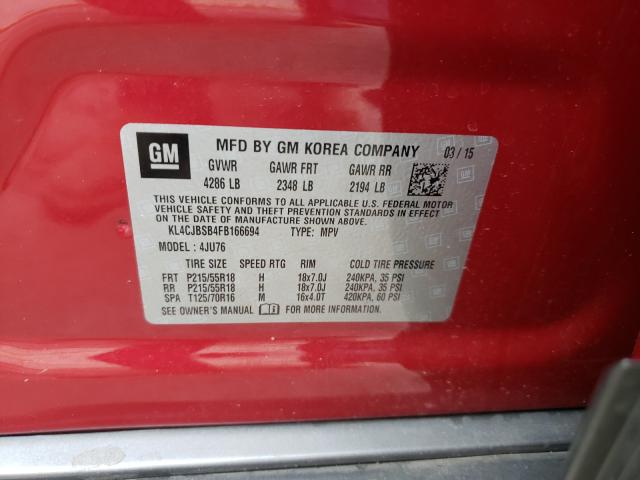 GM MFD BY GM KOREA COMPANY 03 / 15
GVWR GAWR FRT GAWR RR
4286 LB 2348 LB 2194 LB
THIS VEHICLE CONFORMS TO ALL APPLICABLE U.S. FEDERAL MOTOR
VEHICLE SAFETY AND THEFT PREVENTION STANDARDS IN EFFECT
ON THE DATE OF MANUFACTURE SHOWN ABOVE.
KL4CJBSB4FB166694 TYPE: MPV
MODEL : 4JU76
TIRE SIZE SPEED RTG RIM COLD TIRE PRESSURE
FRT P215/55R18 H 18x7.0J 240KPA, 35 PSI
RR P215/55R18 H 18x7.0J 240KPA, 35 PSI
SPA T125/70R16 M 16x4.0T 420KPA, 60 PSI
SEE OWNER'S MANUAL FOR MORE INFORMATION.